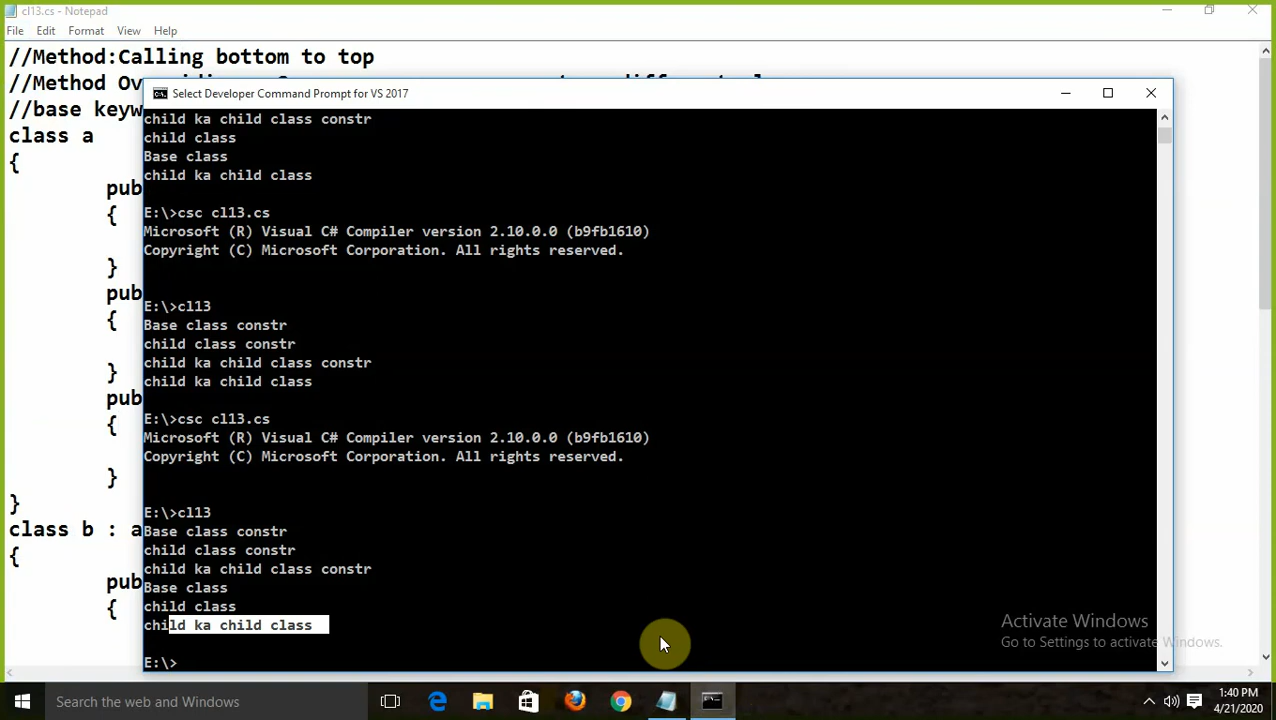 cl13.cs - Notepad
File Edit Format View Help
//Method:Calling bottom to top
//Method
//base
class a
{
pub
{
}
pub
{
}
pub
{
}
}
class b : a
{
pub
{
Select Developer Command Prompt for VS 2017
child ka child class constr
child class
Base class
child ka child class
E:\>csc cl13.cs
Microsoft (R) Visual C# Compiler version 2.10.0.0 (b9fb1610)
Copyright (C) Microsoft Corporation. All rights reserved.
E:\>cl13
Base class constr
child class constr
child ka child class constr
child ka child class
E:\>csc cl13.cs
Microsoft (R) Visual C# Compiler version 2.10.0.0 (b9fb1610)
Copyright (C) Microsoft Corporation. All rights reserved.
E:\>cl13
Base class constr
child class constr
child ka child class constr
Base class
child class
child ka child class
E:\>
Activate Windows
Go to Settings to activate Windows.
Search the web and Windows
1:40 PM
4/21/2020